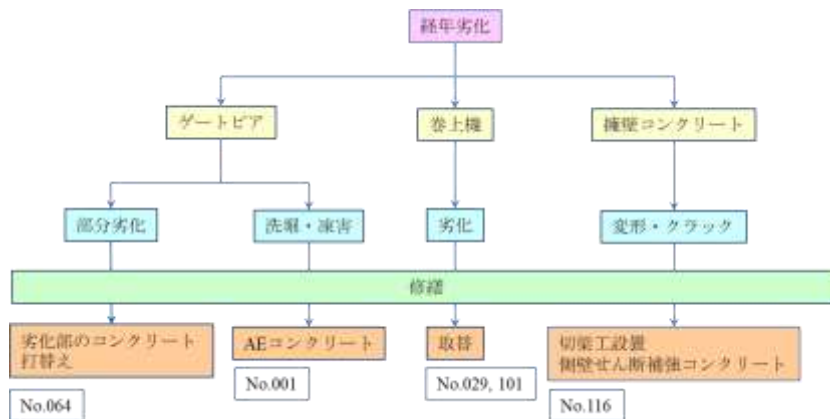 経年劣化
ゲートピア
巻上機
擁壁コンクリート
部分劣化
洗堀・凍害
劣化
変形・クラック
修繕
劣化部のコンクリート
打替え
AEコンクリート
取替
切梁工設置
側壁せん断補強コンクリート
No.064
No.001
No.029, 101
No.116